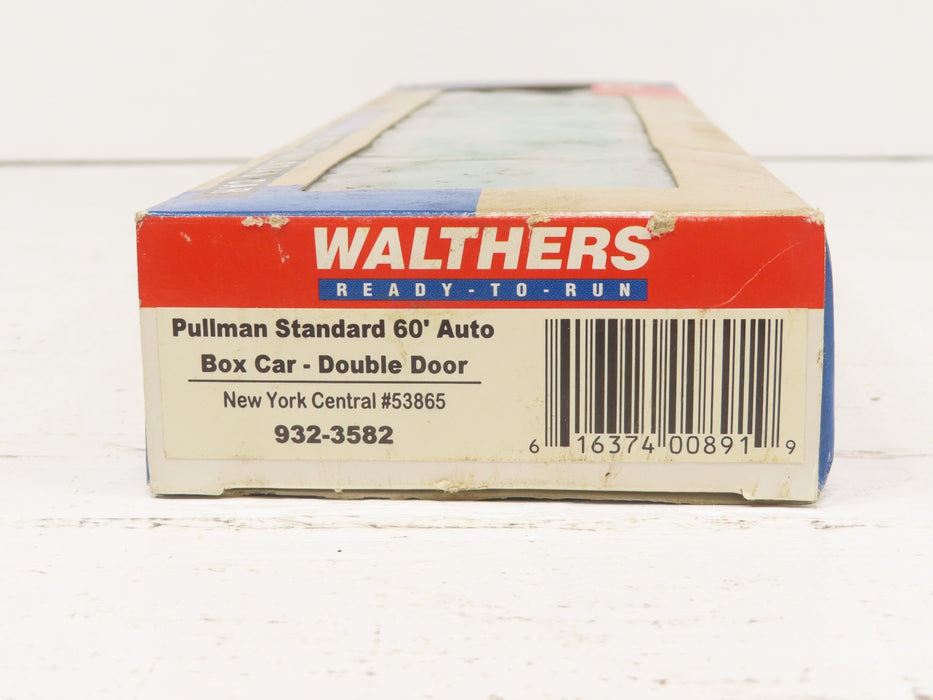 WALTHERS
READY-TO-RUN
Pullman Standard 60' Auto
Box Car - Double Door
New York Central #53865
932-3582
6 16374 00891 9